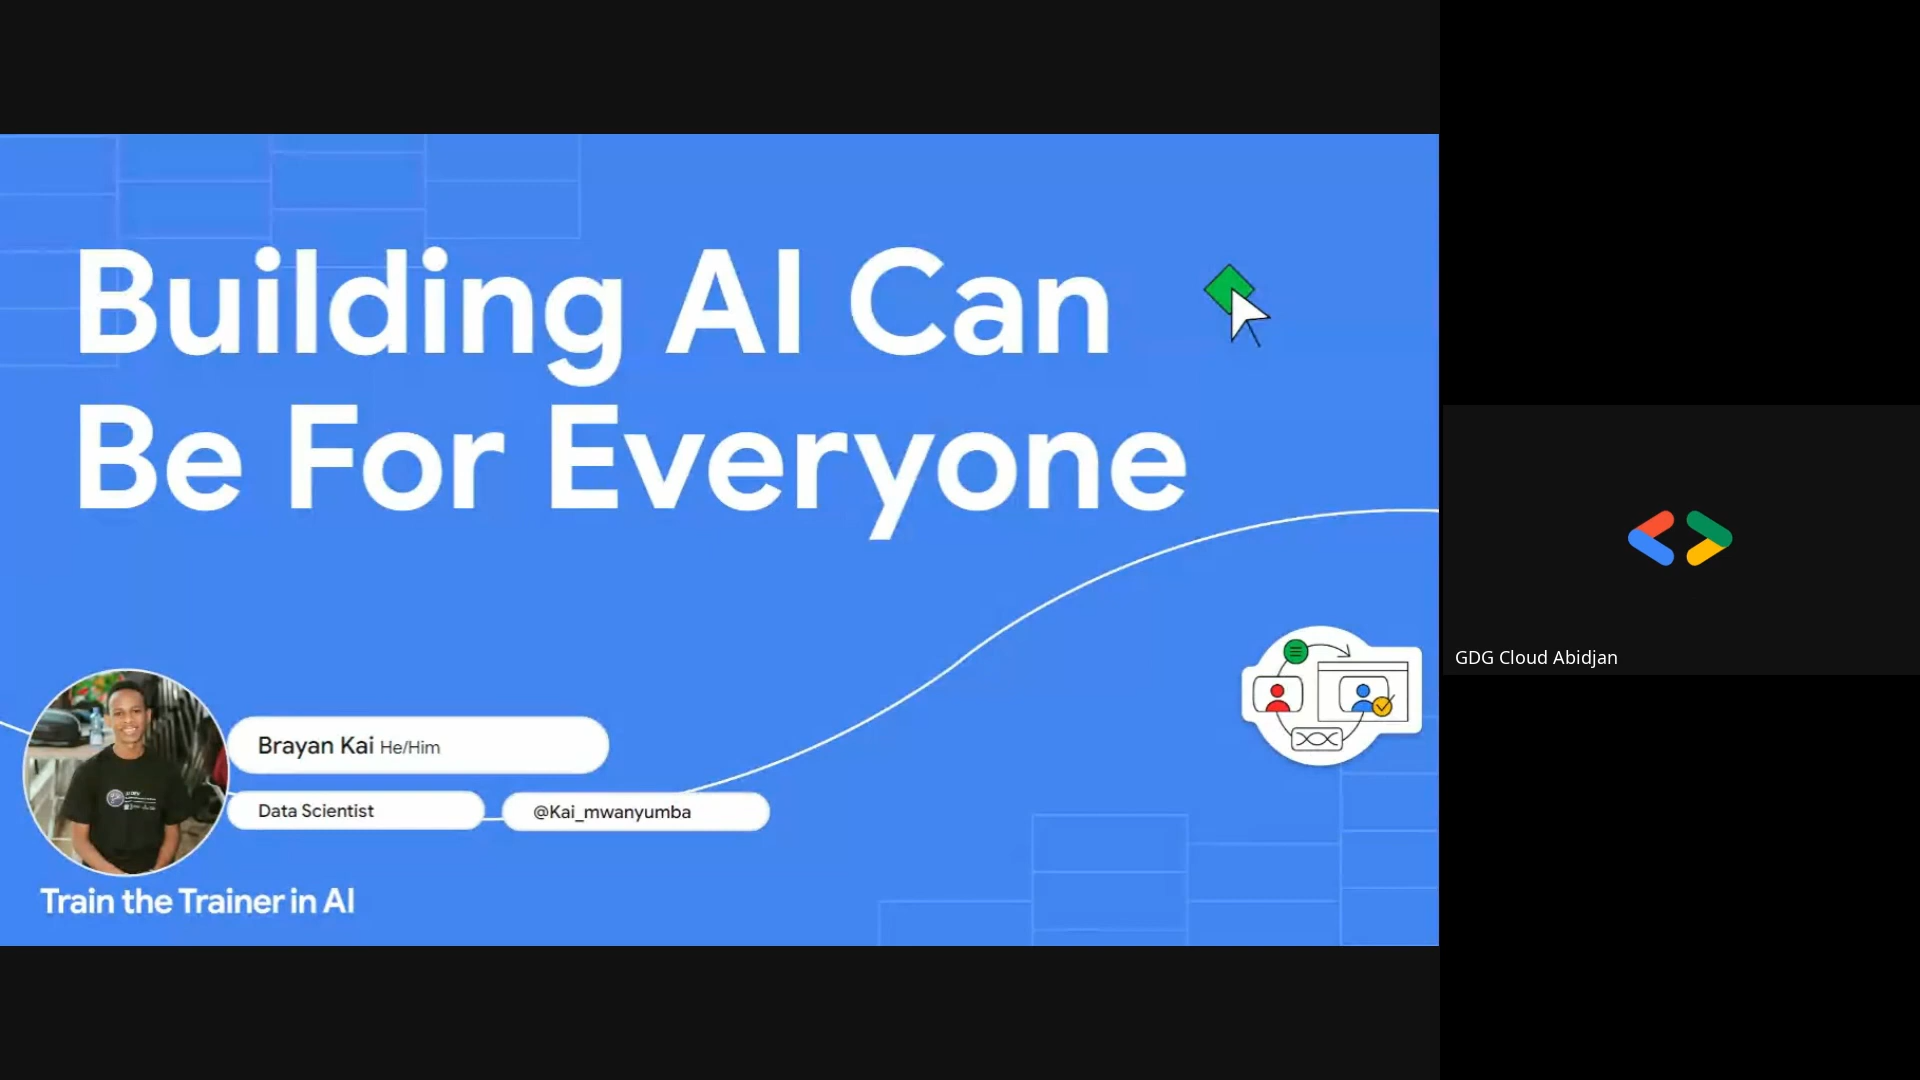 Building AI Can
Be For Everyone
Brayan Kai He/Him
Data Scientist
@Kai_mwanyumba
Train the Trainer in AI
GDG Cloud Abidjan